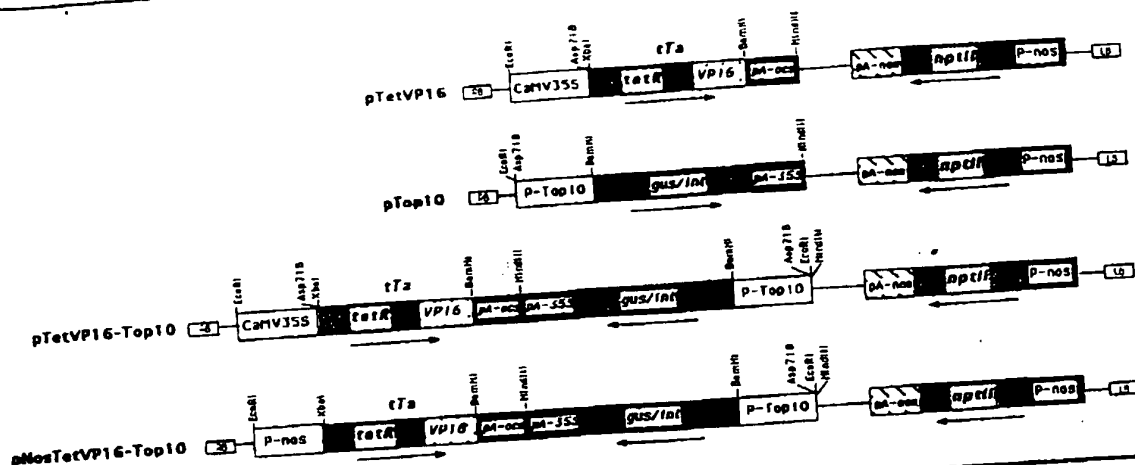 EcoRI Asp718 XbaI tTa BamHI HindIII
pTetVP16 CaMV35S tetR VP16 pA-ocs pA-nos nptII P-nos
EcoRI Asp718 BamHI HindIII
pTop10 P-Top10 gus/int pA-35S pA-nos nptII P-nos
EcoRI Asp718 XbaI tTa BamHI HindIII BamHI Asp718 EcoRI HindIII
pTetVP16-Top10 CaMV35S tetR VP16 pA-ocs pA-35S gus/int P-Top10 pA-nos nptII P-nos
EcoRI XbaI tTa BamHI HindIII BamHI Asp718 EcoRI HindIII
pNosTetVP16-Top10 P-nos tetR VP16 pA-ocs pA-35S gus/int P-Top10 pA-nos nptII P-nos